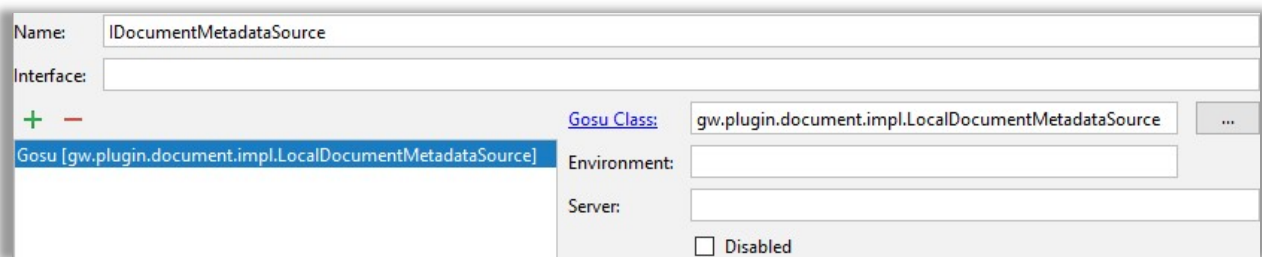 Name: IDocumentMetadataSource
Interface:
Gosu Class: gw.plugin.document.impl.LocalDocumentMetadataSource ...
Gosu [gw.plugin.document.impl.LocalDocumentMetadataSource]
Environment:
Server:
Disabled